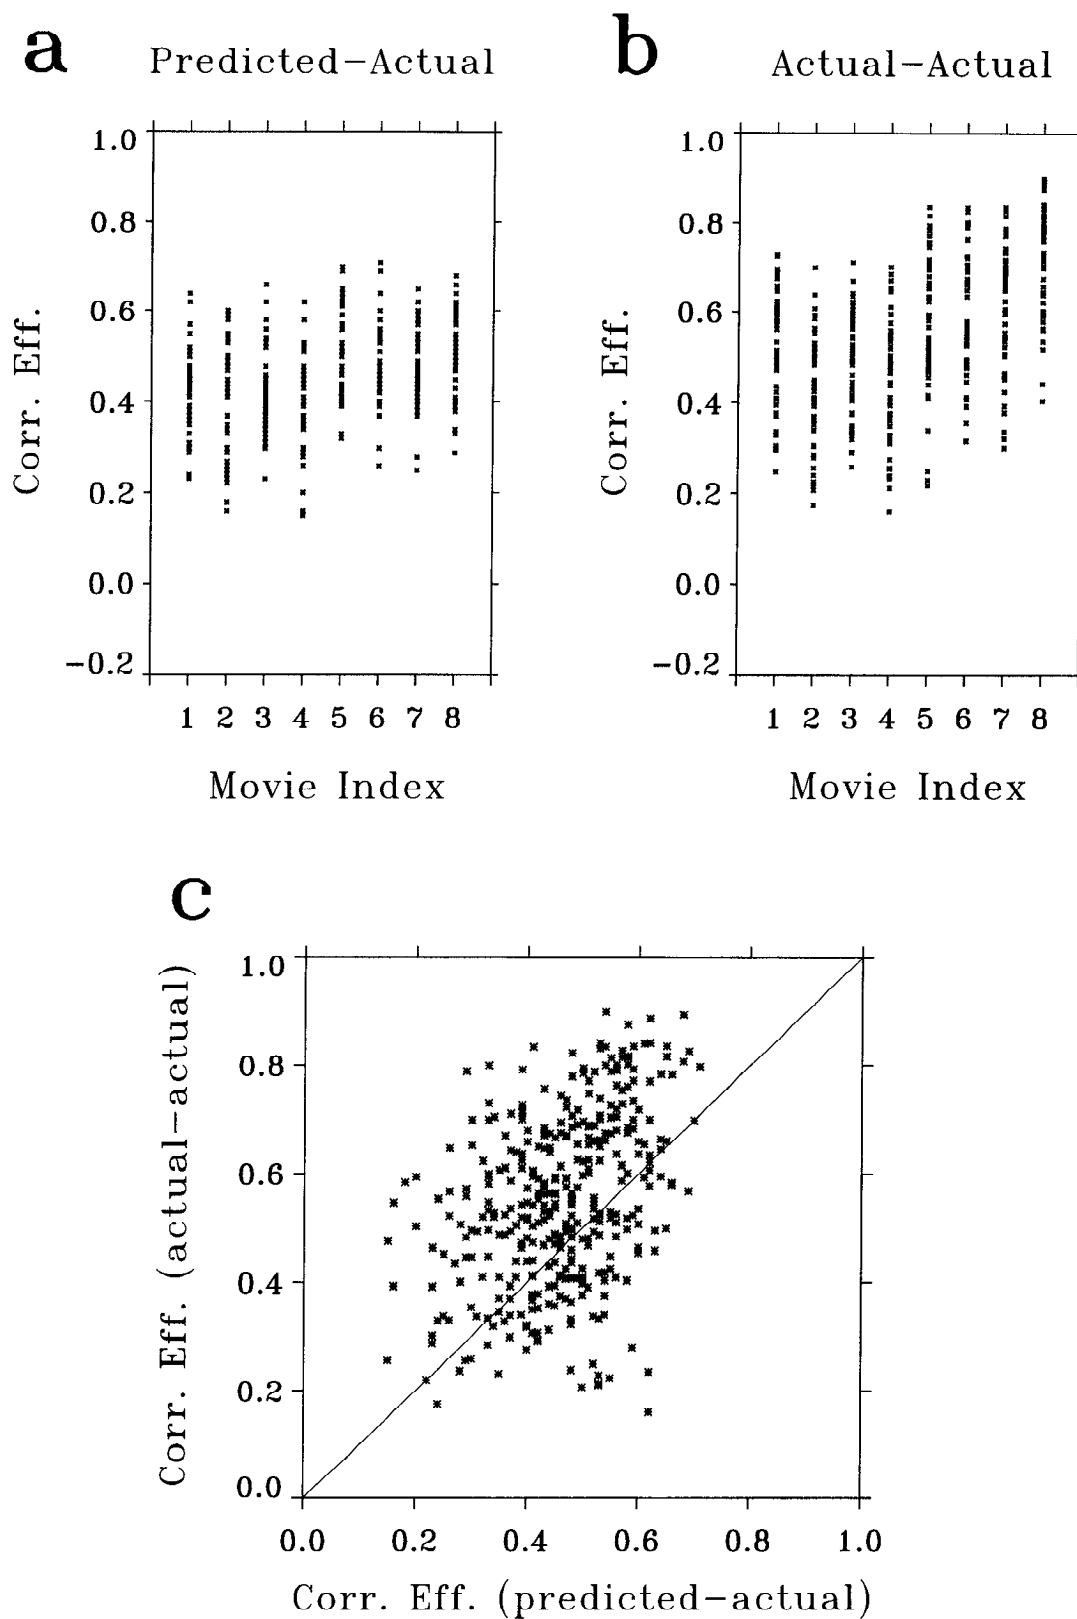 a Predicted−Actual
1.0
0.8
0.6
0.4
0.2
0.0
−0.2
Corr. Eff.
1 2 3 4 5 6 7 8
Movie Index
b Actual−Actual
1.0
0.8
0.6
0.4
0.2
0.0
−0.2
Corr. Eff.
1 2 3 4 5 6 7 8
Movie Index
c
1.0
0.8
0.6
0.4
0.2
0.0
Corr. Eff. (actual−actual)
0.0 0.2 0.4 0.6 0.8 1.0
Corr. Eff. (predicted−actual)